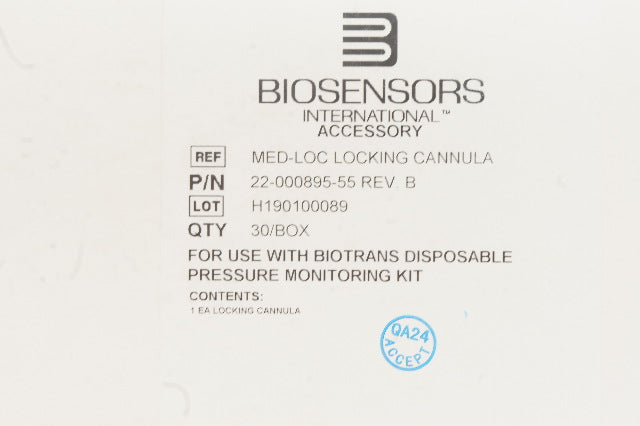 BIOSENSORS
INTERNATIONAL™
ACCESSORY
REF MED-LOC LOCKING CANNULA
P/N 22-000895-55 REV. B
LOT H190100089
QTY 30/BOX
FOR USE WITH BIOTRANS DISPOSABLE
PRESSURE MONITORING KIT
CONTENTS:
1 EA LOCKING CANNULA
QA24
ACCEPT